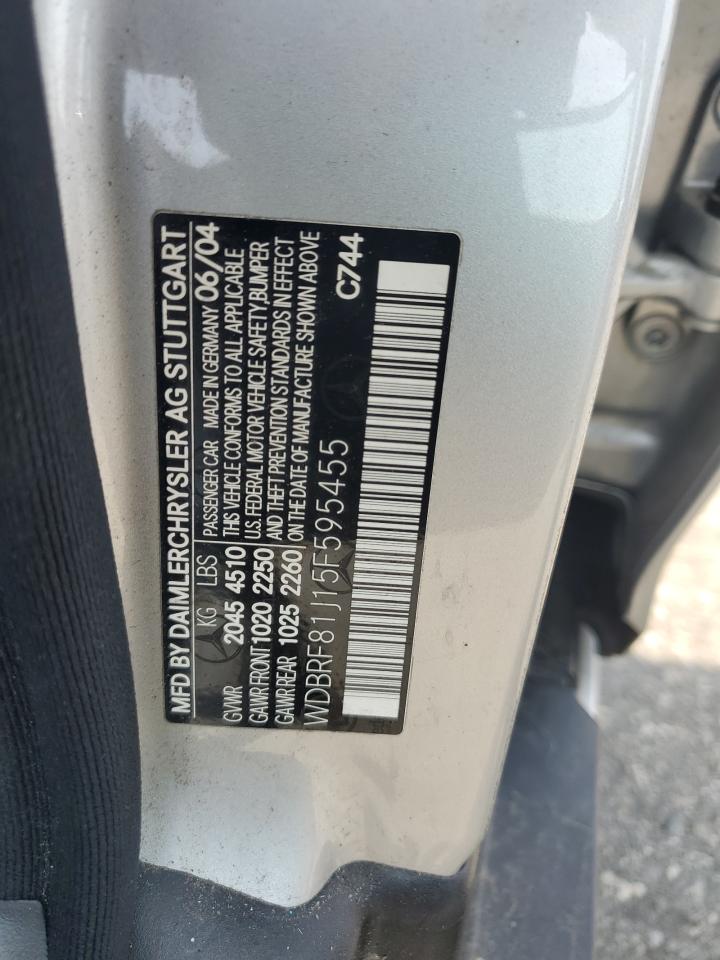 MFD BY DAIMLERCHRYSLER AG STUTTGART
KG LBS PASSENGER CAR MADE IN GERMANY 06/04
GVWR 2045 4510 THIS VEHICLE CONFORMS TO ALL APPLICABLE
GAWR FRONT 1020 2250 U.S. FEDERAL MOTOR VEHICLE SAFETY,BUMPER
AND THEFT PREVENTION STANDARDS IN EFFECT
GAWR REAR 1025 2260 ON THE DATE OF MANUFACTURE SHOWN ABOVE
WDBRF81J15F595455 C744